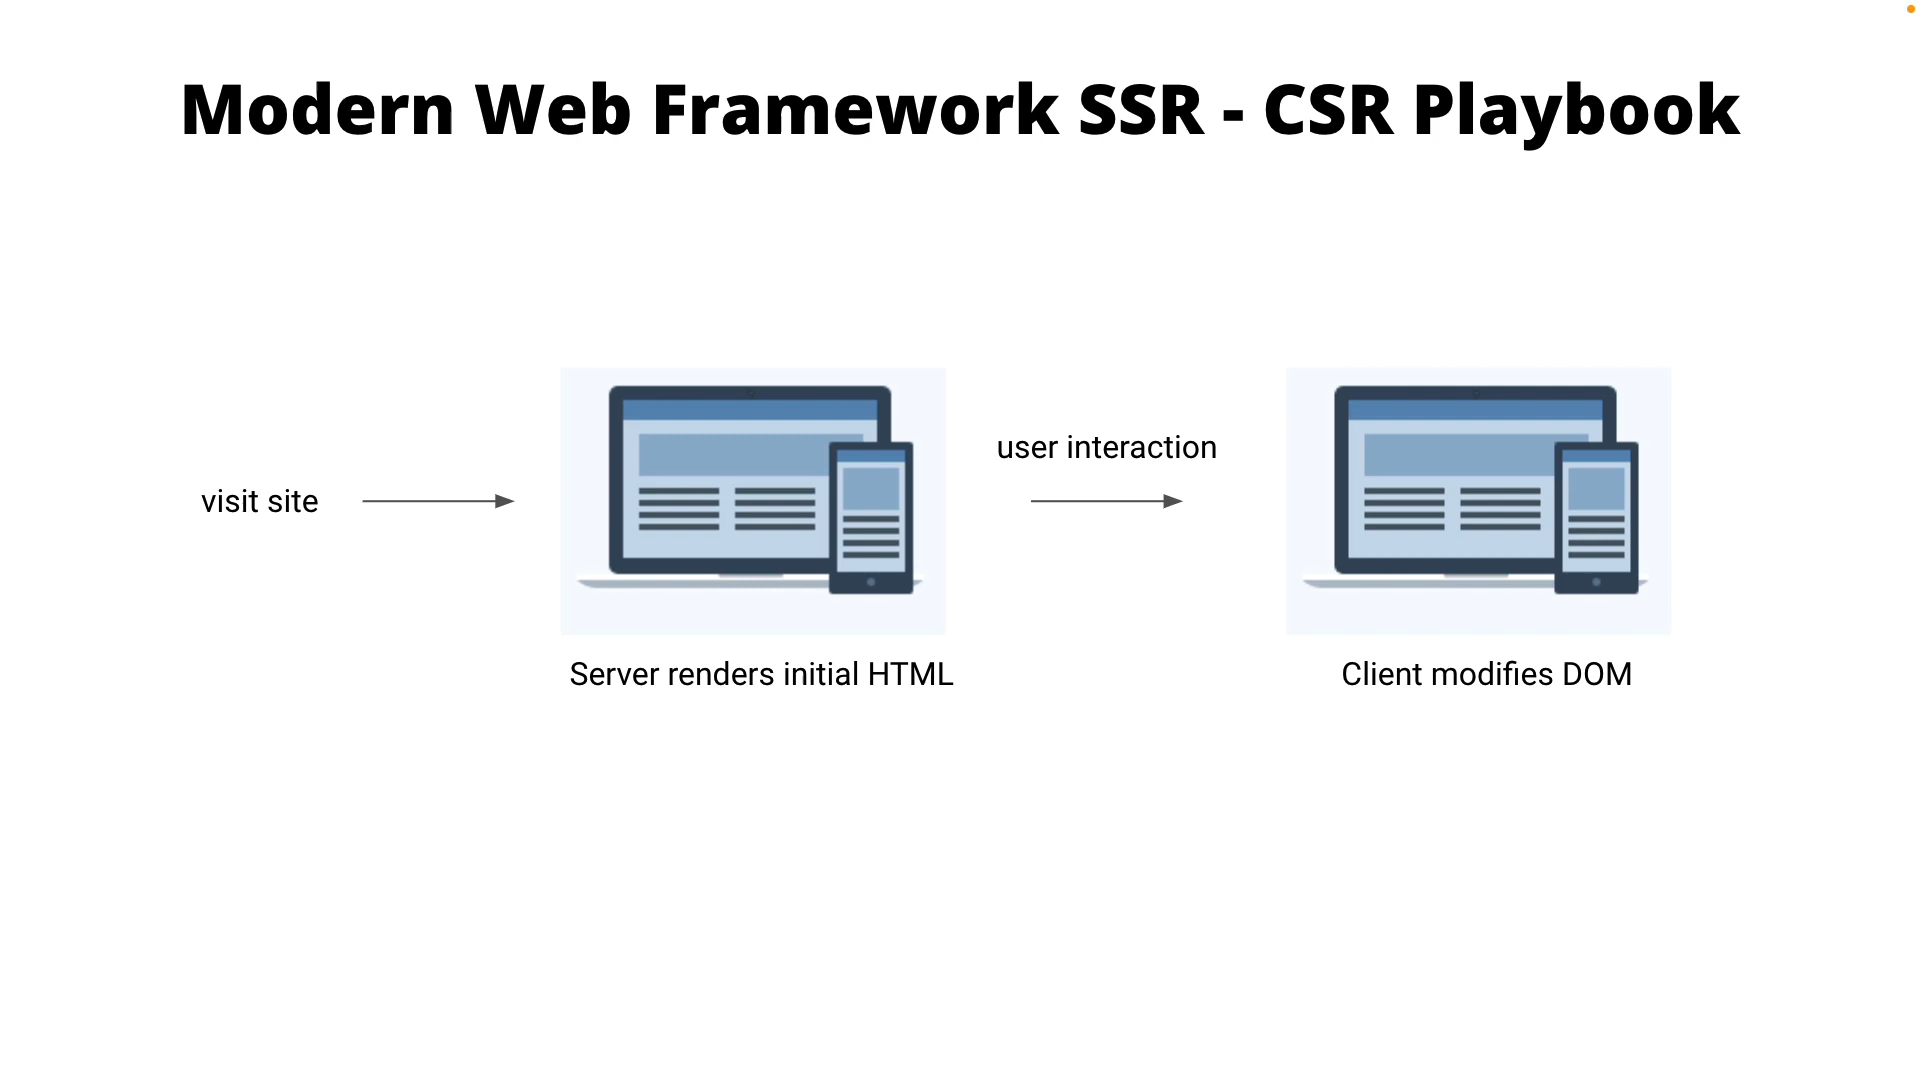 Modern Web Framework SSR - CSR Playbook
visit site
user interaction
Server renders initial HTML
Client modifies DOM